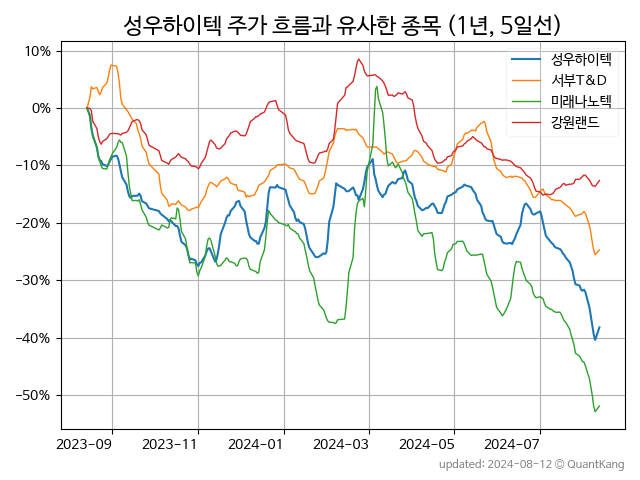 성우하이텍 주가 흐름과 유사한 종목 (1년, 5일선)
성우하이텍
서부T&D
미래나노텍
강원랜드
10%
0%
−10%
−20%
−30%
−40%
−50%
2023-09 2023-11 2024-01 2024-03 2024-05 2024-07
updated: 2024-08-12 © QuantKang